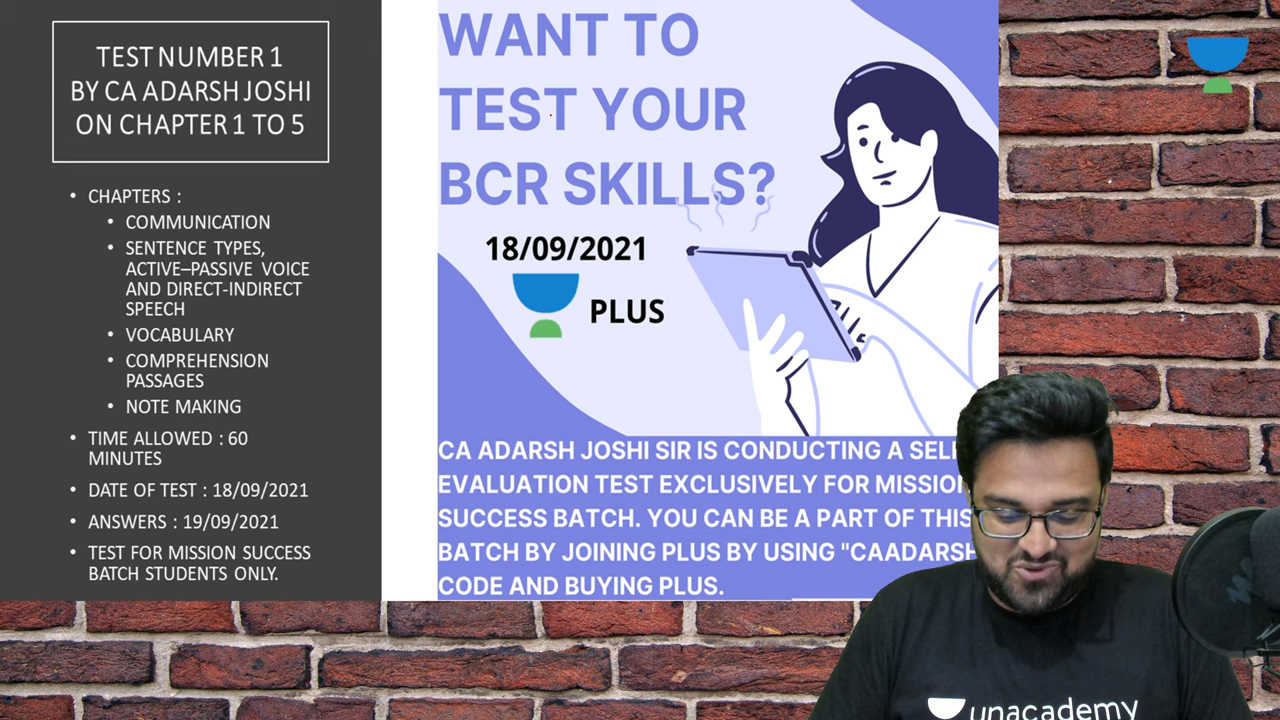 TEST NUMBER 1
BY CA ADARSH JOSHI
ON CHAPTER 1 TO 5
• CHAPTERS :
• COMMUNICATION
• SENTENCE TYPES,
ACTIVE–PASSIVE VOICE
AND DIRECT-INDIRECT
SPEECH
• VOCABULARY
• COMPREHENSION
PASSAGES
• NOTE MAKING
• TIME ALLOWED : 60
MINUTES
• DATE OF TEST : 18/09/2021
• ANSWERS : 19/09/2021
• TEST FOR MISSION SUCCESS
BATCH STUDENTS ONLY.
WANT TO
TEST YOUR
BCR SKILLS?
18/09/2021
PLUS
CA ADARSH JOSHI SIR IS CONDUCTING A
EVALUATION TEST EXCLUSIVELY FOR MISSION
SUCCESS BATCH. YOU CAN BE A PART OF THIS
BATCH BY JOINING PLUS BY USING "CAADARSH
CODE AND BUYING PLUS.
unacademy